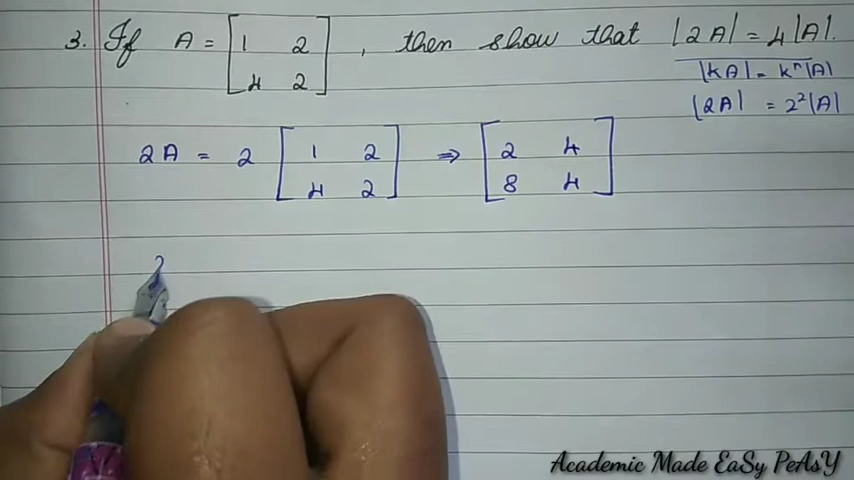 3. If A = [1 2 , then show that |2A| = 4|A|.
4 2]
|kA| = kⁿ|A|
|2A| = 2²|A|
2A = 2 [1 2 ⇒ [2 4
4 2] 8 4]
2
Academic Made EaSy PeAsY